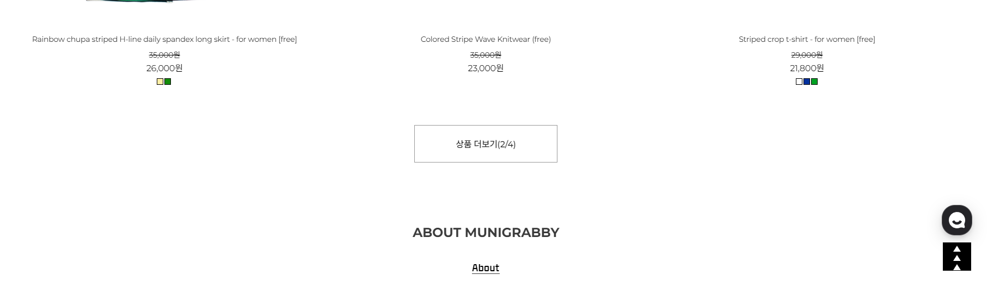 Rainbow chupa striped H-line daily spandex long skirt - for women [free]
35,000원
26,000원
Colored Stripe Wave Knitwear (free)
35,000원
23,000원
Striped crop t-shirt - for women [free]
29,000원
21,800원
상품 더보기(2/4)
ABOUT MUNIGRABBY
About